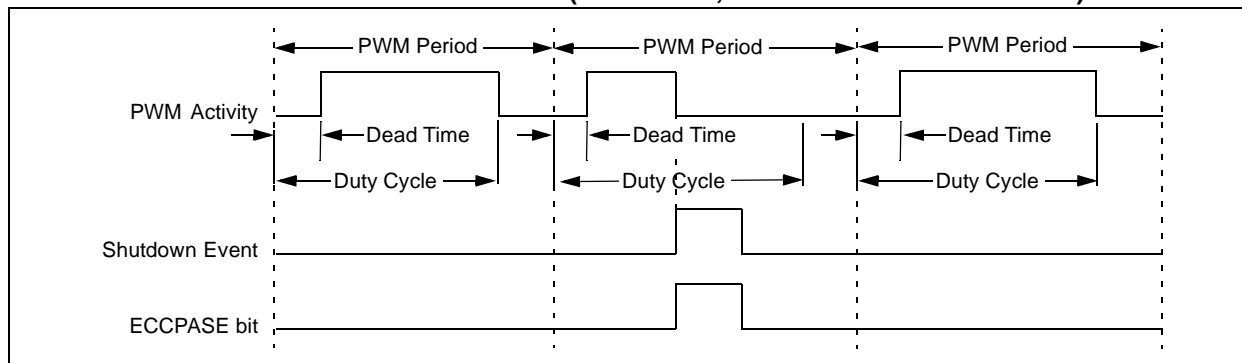 PWM Period PWM Period PWM Period
PWM Activity
Dead Time Dead Time Dead Time
Duty Cycle Duty Cycle Duty Cycle
Shutdown Event
ECCPASE bit